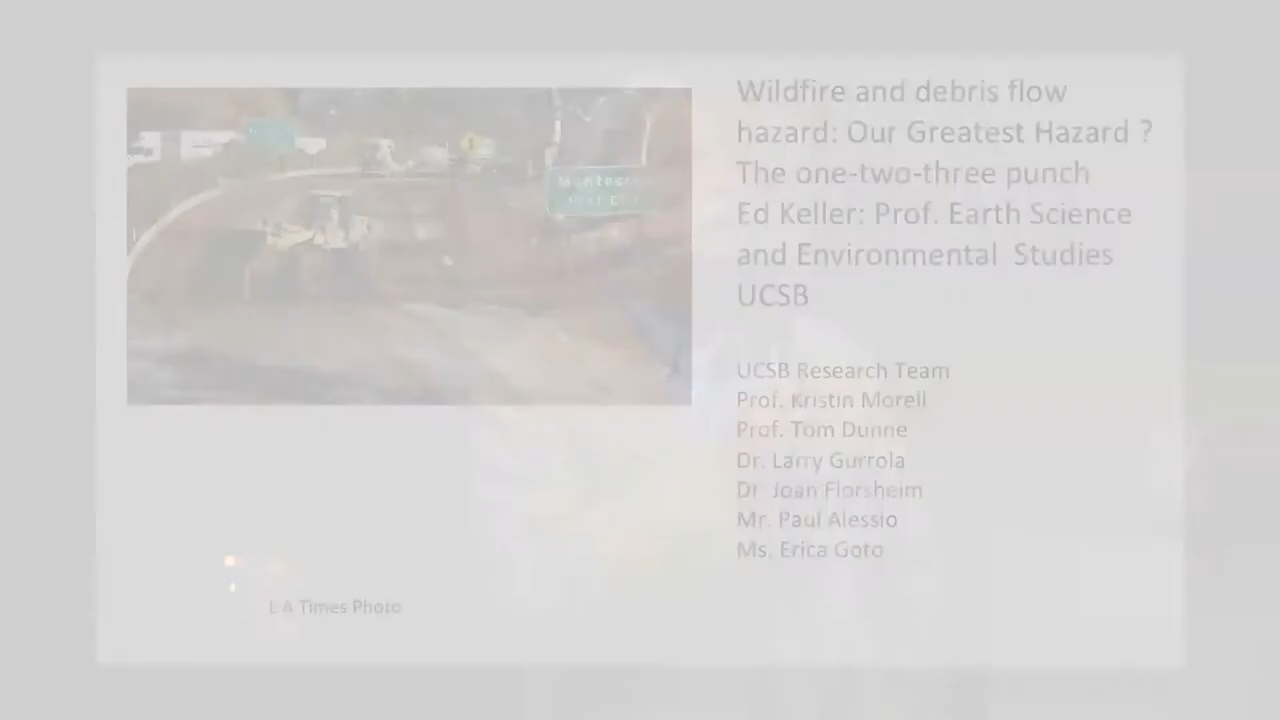 Wildfire and debris flow
hazard: Our Greatest Hazard ?
The one-two-three punch
Ed Keller: Prof. Earth Science
and Environmental Studies
UCSB
UCSB Research Team
Prof. Kristin Morell
Prof. Tom Dunne
Dr. Larry Gurrola
Dr Joan Florsheim
Mr. Paul Alessio
Ms. Erica Goto
L A Times Photo